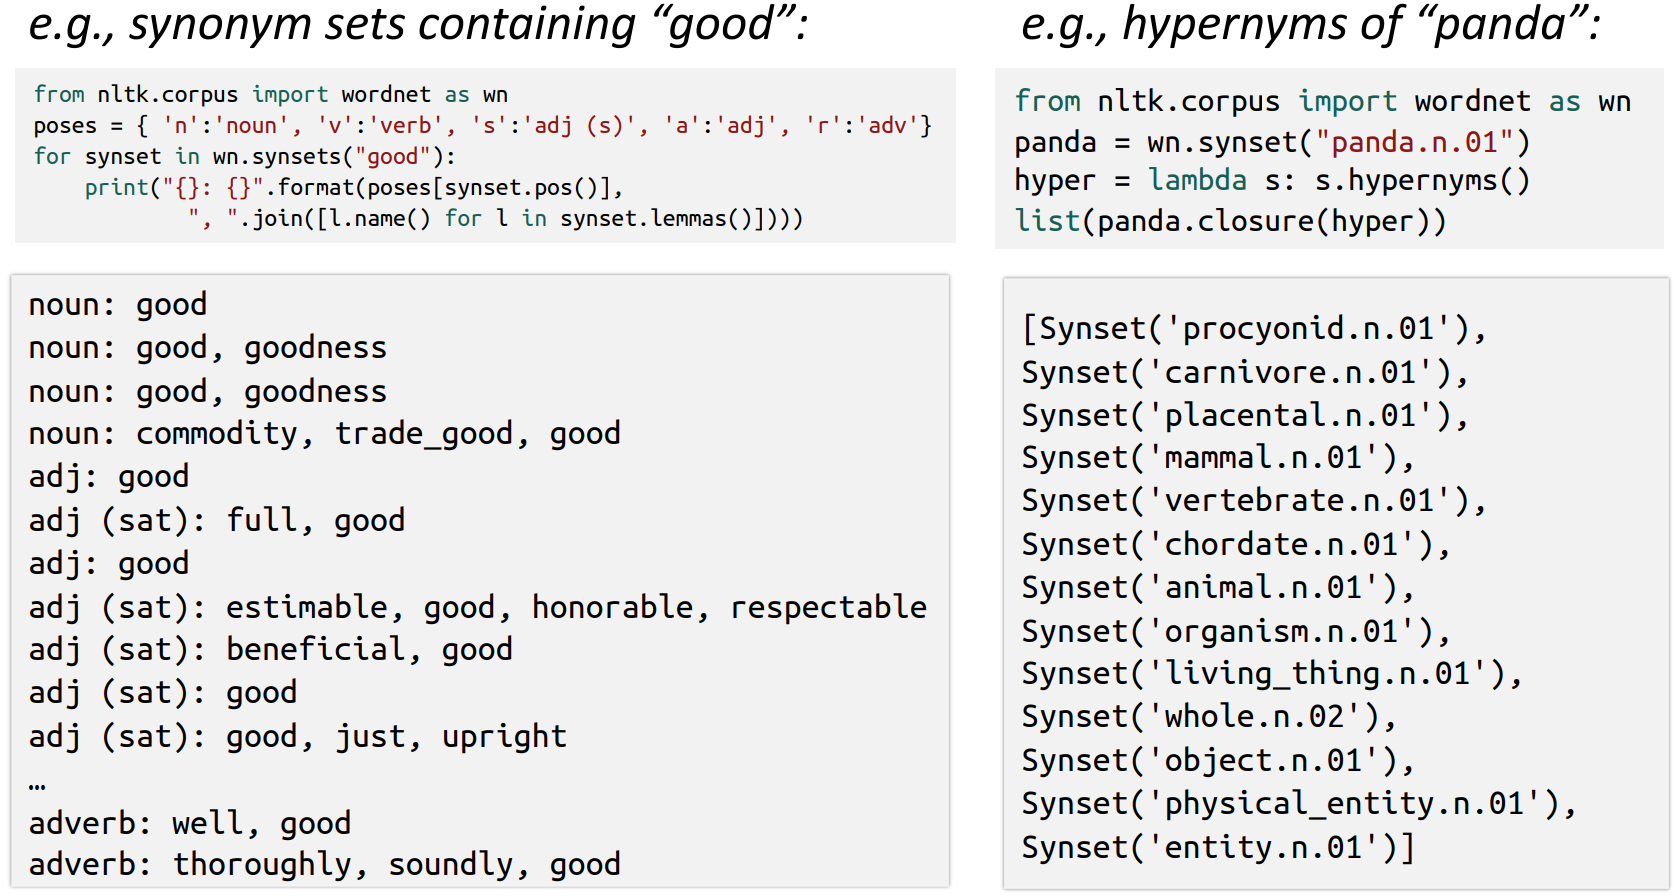 e.g., synonym sets containing “good”:
from nltk.corpus import wordnet as wn
poses = { 'n':'noun', 'v':'verb', 's':'adj (s)', 'a':'adj', 'r':'adv'}
for synset in wn.synsets("good"):
    print("{}: {}".format(poses[synset.pos()],
            ", ".join([l.name() for l in synset.lemmas()])))
noun: good
noun: good, goodness
noun: good, goodness
noun: commodity, trade_good, good
adj: good
adj (sat): full, good
adj: good
adj (sat): estimable, good, honorable, respectable
adj (sat): beneficial, good
adj (sat): good
adj (sat): good, just, upright
…
adverb: well, good
adverb: thoroughly, soundly, good
e.g., hypernyms of “panda”:
from nltk.corpus import wordnet as wn
panda = wn.synset("panda.n.01")
hyper = lambda s: s.hypernyms()
list(panda.closure(hyper))
[Synset('procyonid.n.01'),
Synset('carnivore.n.01'),
Synset('placental.n.01'),
Synset('mammal.n.01'),
Synset('vertebrate.n.01'),
Synset('chordate.n.01'),
Synset('animal.n.01'),
Synset('organism.n.01'),
Synset('living_thing.n.01'),
Synset('whole.n.02'),
Synset('object.n.01'),
Synset('physical_entity.n.01'),
Synset('entity.n.01')]